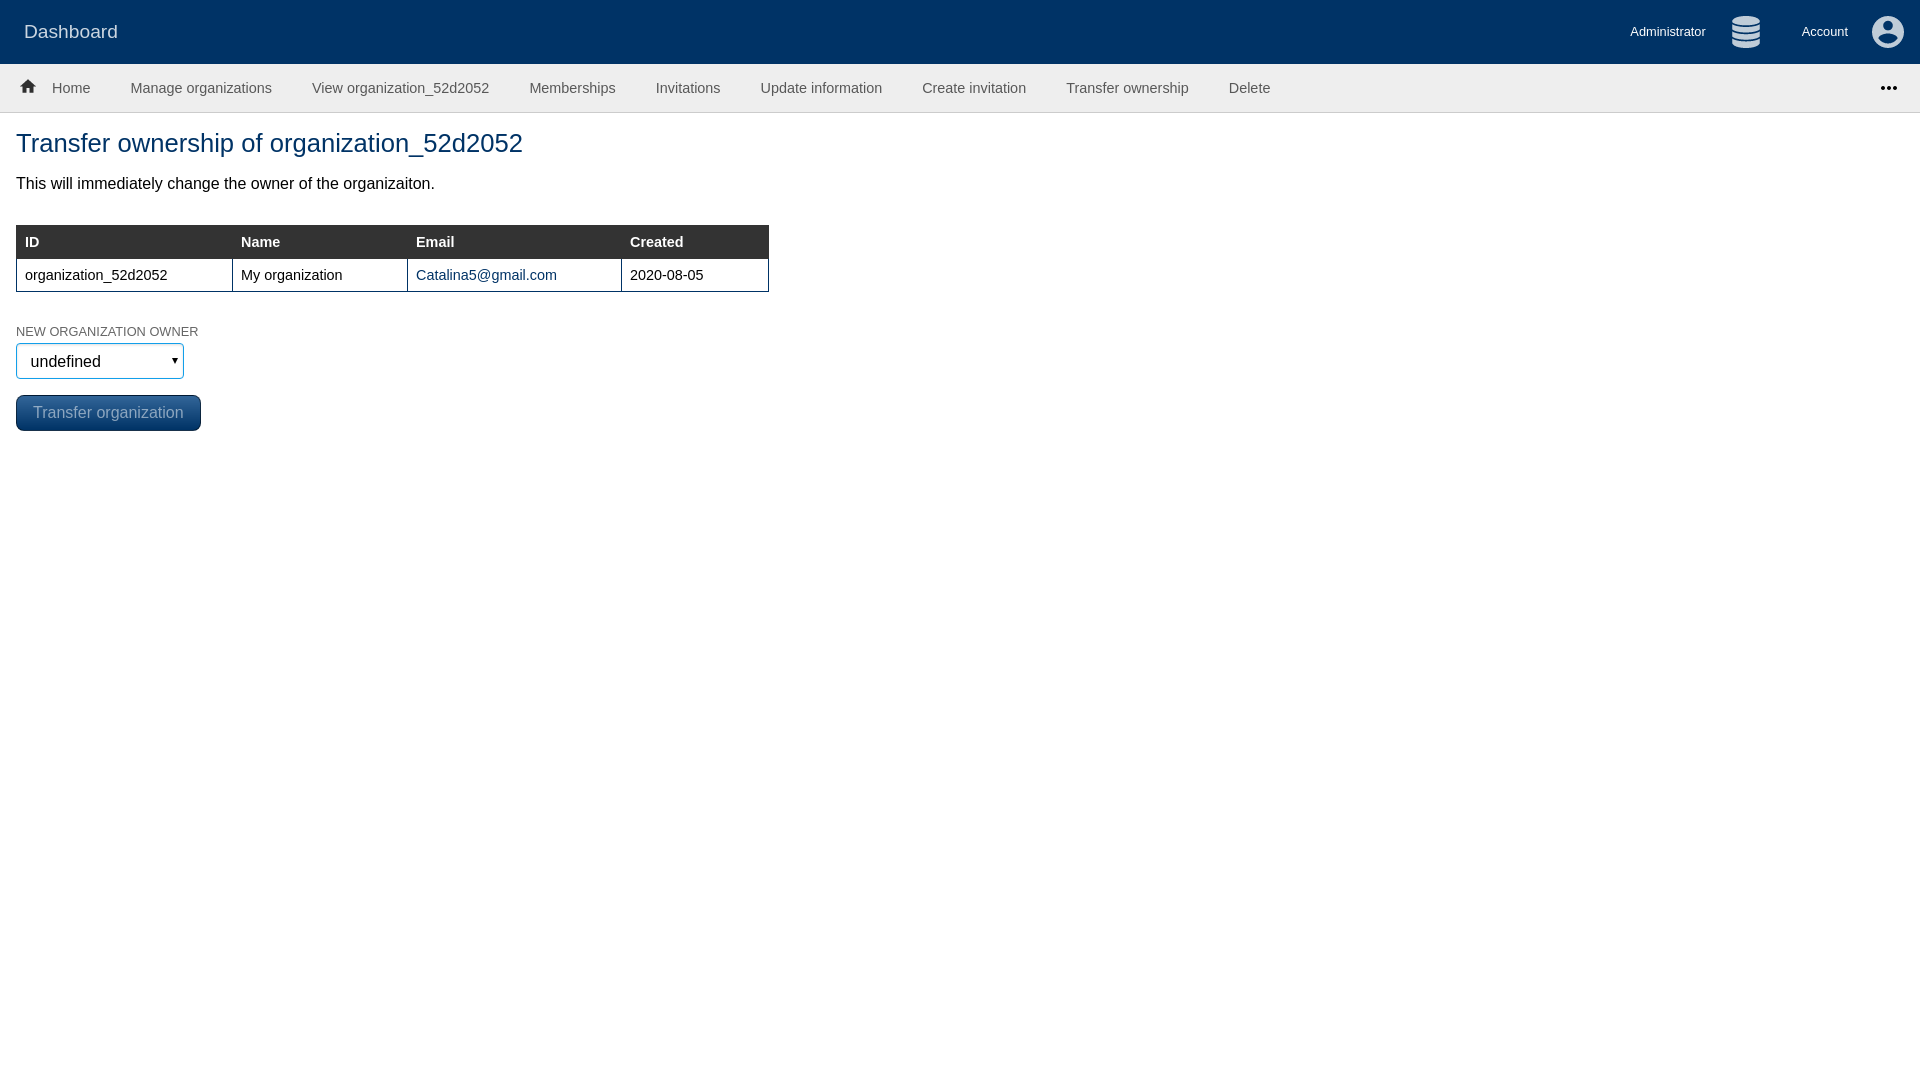 Dashboard
Administrator
Account
Home
Manage organizations
View organization_52d2052
Memberships
Invitations
Update information
Create invitation
Transfer ownership
Delete
Transfer ownership of organization_52d2052
This will immediately change the owner of the organizaiton.
ID Name Email Created
organization_52d2052 My organization Catalina5@gmail.com 2020-08-05
NEW ORGANIZATION OWNER
undefined
Transfer organization